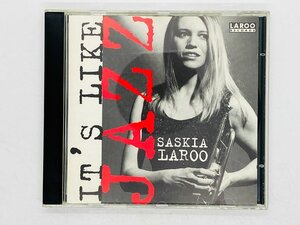 IT'S LIKE
JAZZ
LAROO
RECORDS
SASKIA
LAROO